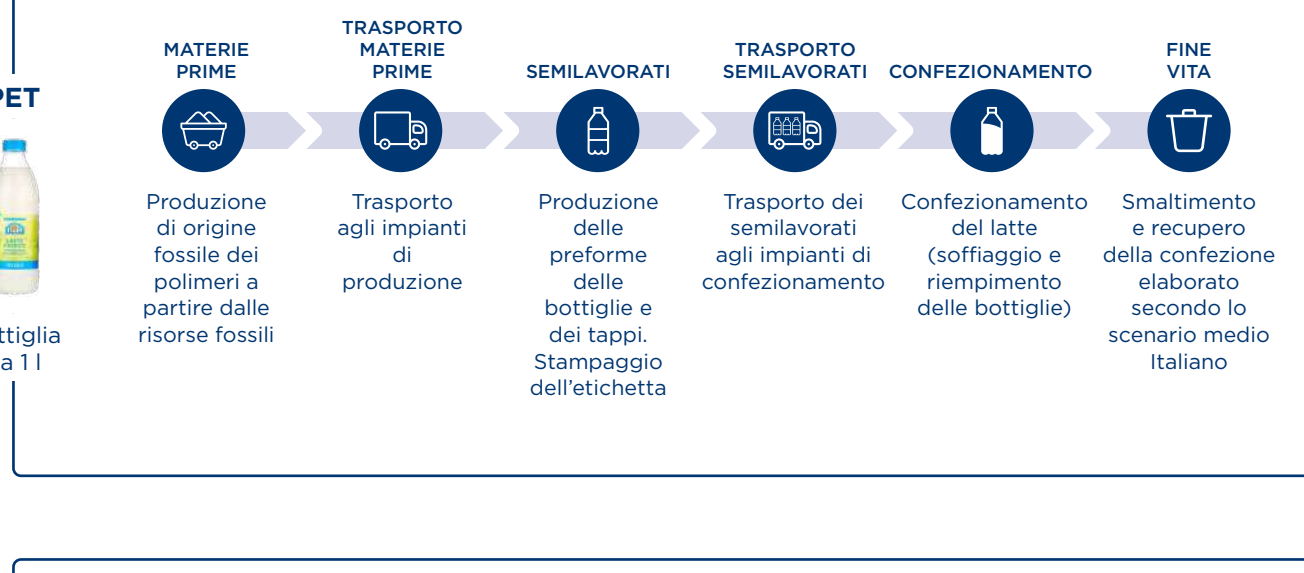 MATERIE
PRIME
Produzione
di origine
fossile dei
polimeri a
partire dalle
risorse fossili
TRASPORTO
MATERIE
PRIME
Trasporto
agli impianti
di
produzione
SEMILAVORATI
Produzione
delle
preforme
delle
bottiglie e
dei tappi.
Stampaggio
dell'etichetta
TRASPORTO
SEMILAVORATI
Trasporto dei
semilavorati
agli impianti di
confezionamento
CONFEZIONAMENTO
Confezionamento
del latte
(soffiaggio e
riempimento
delle bottiglie)
FINE
VITA
Smaltimento
e recupero
della confezione
elaborato
secondo lo
scenario medio
Italiano
PET
ttiglia
a 1 l